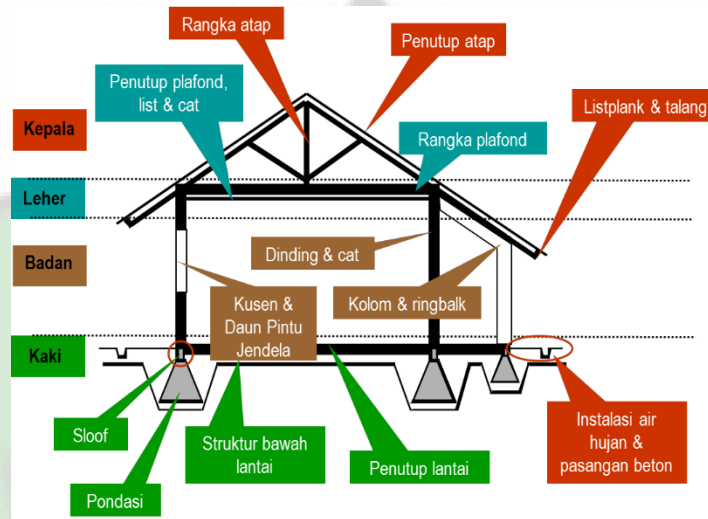 Rangka atap
Penutup atap
Penutup plafond,
list & cat
Listplank & talang
Kepala
Rangka plafond
Leher
Badan
Dinding & cat
Kusen &
Daun Pintu
Jendela
Kolom & ringbalk
Kaki
Sloof
Struktur bawah
lantai
Penutup lantai
Instalasi air
hujan &
pasangan beton
Pondasi